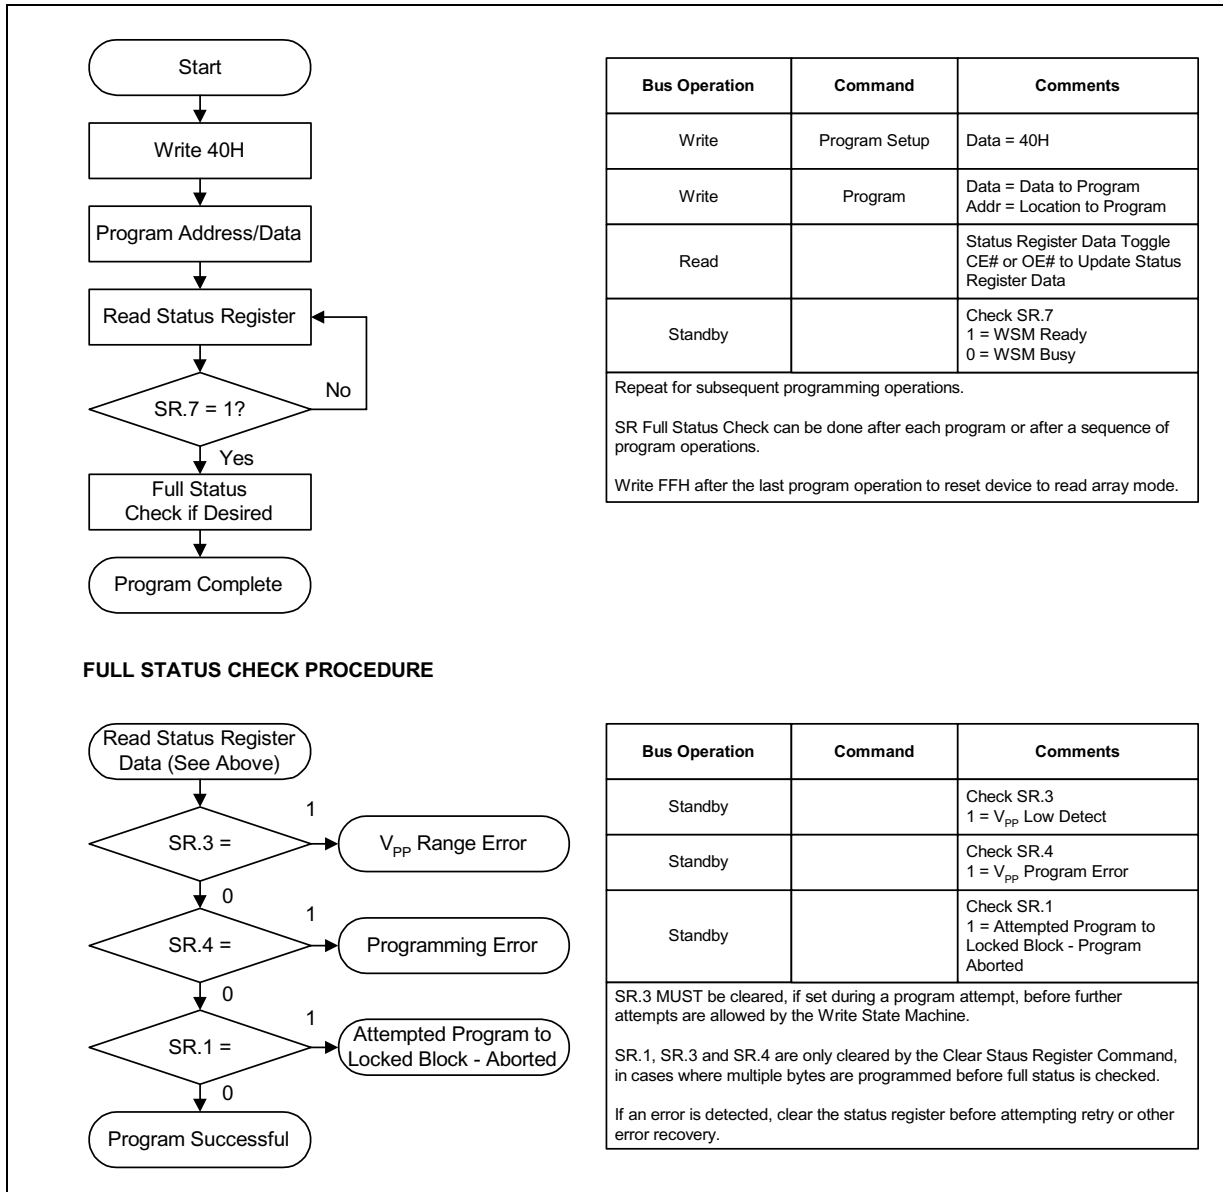 Start
Write 40H
Program Address/Data
Read Status Register
No
SR.7 = 1?
Yes
Full Status
Check if Desired
Program Complete
Bus Operation Command Comments
Write Program Setup Data = 40H
Write Program Data = Data to Program
Addr = Location to Program
Read Status Register Data Toggle
CE# or OE# to Update Status
Register Data
Standby Check SR.7
1 = WSM Ready
0 = WSM Busy
Repeat for subsequent programming operations.
SR Full Status Check can be done after each program or after a sequence of
program operations.
Write FFH after the last program operation to reset device to read array mode.
FULL STATUS CHECK PROCEDURE
Read Status Register
Data (See Above)
1
SR.3 =
VPP Range Error
0
1
SR.4 =
Programming Error
0
1
SR.1 =
Attempted Program to
Locked Block - Aborted
0
Program Successful
Bus Operation Command Comments
Standby Check SR.3
1 = VPP Low Detect
Standby Check SR.4
1 = VPP Program Error
Standby Check SR.1
1 = Attempted Program to
Locked Block - Program
Aborted
SR.3 MUST be cleared, if set during a program attempt, before further
attempts are allowed by the Write State Machine.
SR.1, SR.3 and SR.4 are only cleared by the Clear Staus Register Command,
in cases where multiple bytes are programmed before full status is checked.
If an error is detected, clear the status register before attempting retry or other
error recovery.